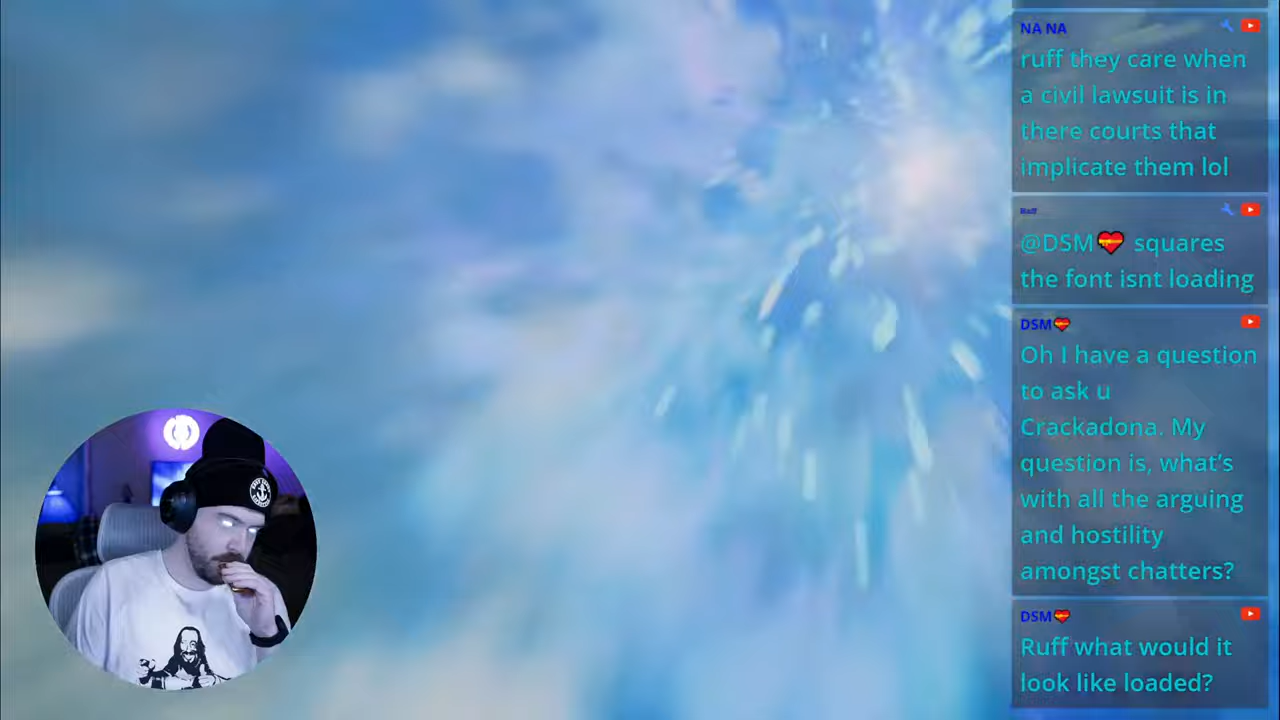 NA NA
ruff they care when
a civil lawsuit is in
there courts that
implicate them lol
Ruff
@DSM squares
the font isnt loading
DSM
Oh I have a question
to ask u
Crackadona. My
question is, what's
with all the arguing
and hostility
amongst chatters?
DSM
Ruff what would it
look like loaded?